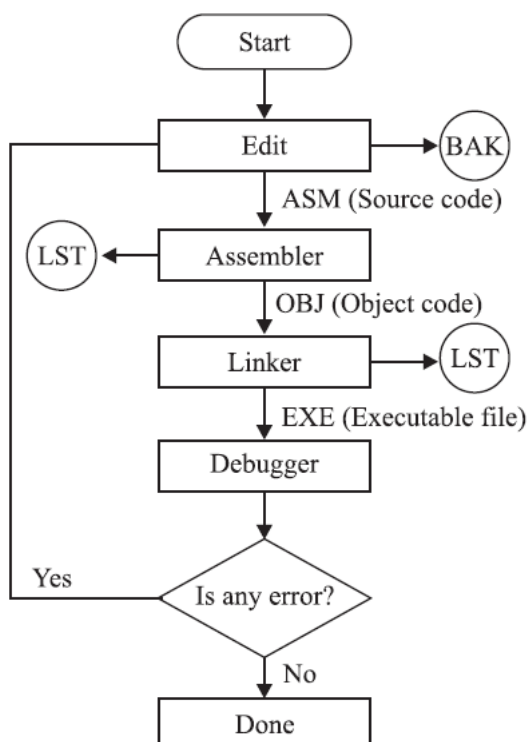 Start
Edit
BAK
ASM (Source code)
LST
Assembler
OBJ (Object code)
Linker
LST
EXE (Executable file)
Debugger
Yes
Is any error?
No
Done